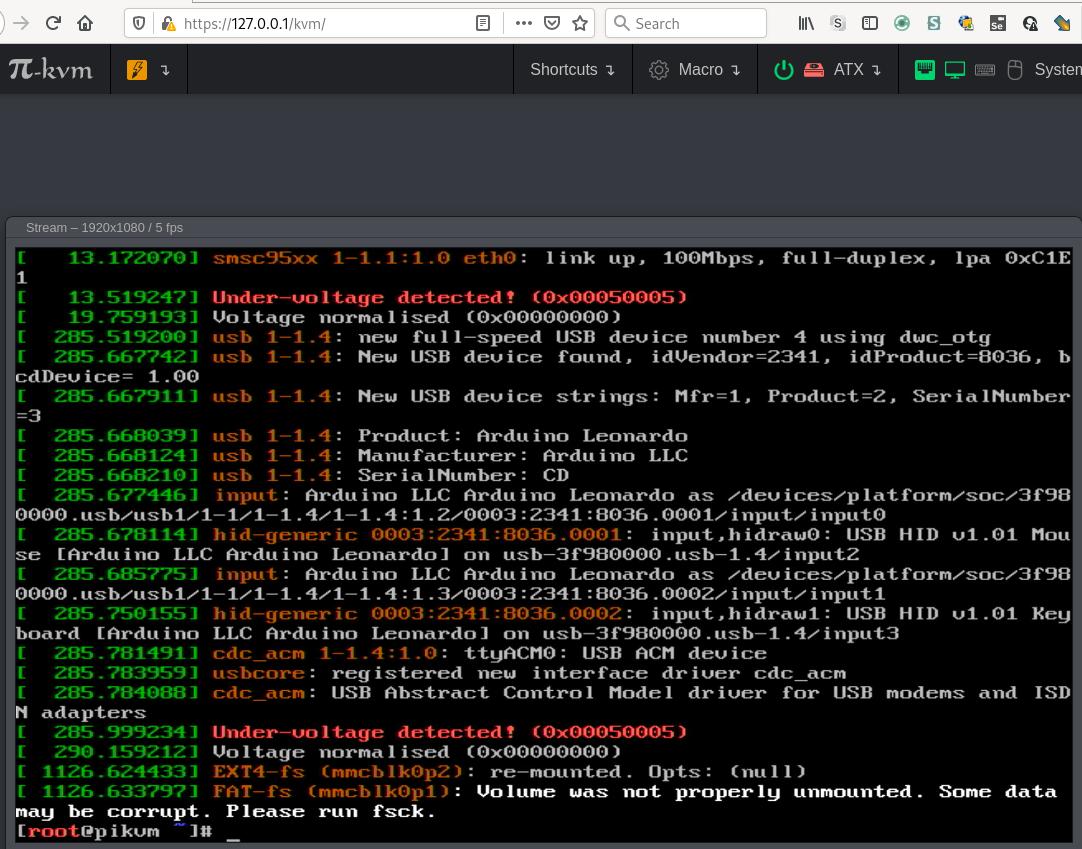 https://127.0.0.1/kvm/
Search
S
S
Se
π-kvm
Shortcuts ↴
Macro ↴
ATX ↴
System
Stream – 1920x1080 / 5 fps
[   13.172070] smsc95xx 1-1.1:1.0 eth0: link up, 100Mbps, full-duplex, lpa 0xC1E
1
[   13.519247] Under-voltage detected! (0x00050005)
[   19.759193] Voltage normalised (0x00000000)
[  285.519200] usb 1-1.4: new full-speed USB device number 4 using dwc_otg
[  285.667742] usb 1-1.4: New USB device found, idVendor=2341, idProduct=8036, b
cdDevice= 1.00
[  285.667911] usb 1-1.4: New USB device strings: Mfr=1, Product=2, SerialNumber
=3
[  285.668039] usb 1-1.4: Product: Arduino Leonardo
[  285.668124] usb 1-1.4: Manufacturer: Arduino LLC
[  285.668210] usb 1-1.4: SerialNumber: CD
[  285.677446] input: Arduino LLC Arduino Leonardo as /devices/platform/soc/3f98
0000.usb/usb1/1-1/1-1.4/1-1.4:1.2/0003:2341:8036.0001/input/input0
[  285.678114] hid-generic 0003:2341:8036.0001: input,hidraw0: USB HID v1.01 Mou
se [Arduino LLC Arduino Leonardo] on usb-3f980000.usb-1.4/input2
[  285.685775] input: Arduino LLC Arduino Leonardo as /devices/platform/soc/3f98
0000.usb/usb1/1-1/1-1.4/1-1.4:1.3/0003:2341:8036.0002/input/input1
[  285.750155] hid-generic 0003:2341:8036.0002: input,hidraw1: USB HID v1.01 Key
board [Arduino LLC Arduino Leonardo] on usb-3f980000.usb-1.4/input3
[  285.781491] cdc_acm 1-1.4:1.0: ttyACM0: USB ACM device
[  285.783959] usbcore: registered new interface driver cdc_acm
[  285.784088] cdc_acm: USB Abstract Control Model driver for USB modems and ISD
N adapters
[  285.999234] Under-voltage detected! (0x00050005)
[  290.159212] Voltage normalised (0x00000000)
[ 1126.624433] EXT4-fs (mmcblk0p2): re-mounted. Opts: (null)
[ 1126.633797] FAT-fs (mmcblk0p1): Volume was not properly unmounted. Some data
may be corrupt. Please run fsck.
[root@pikvm ~]# _